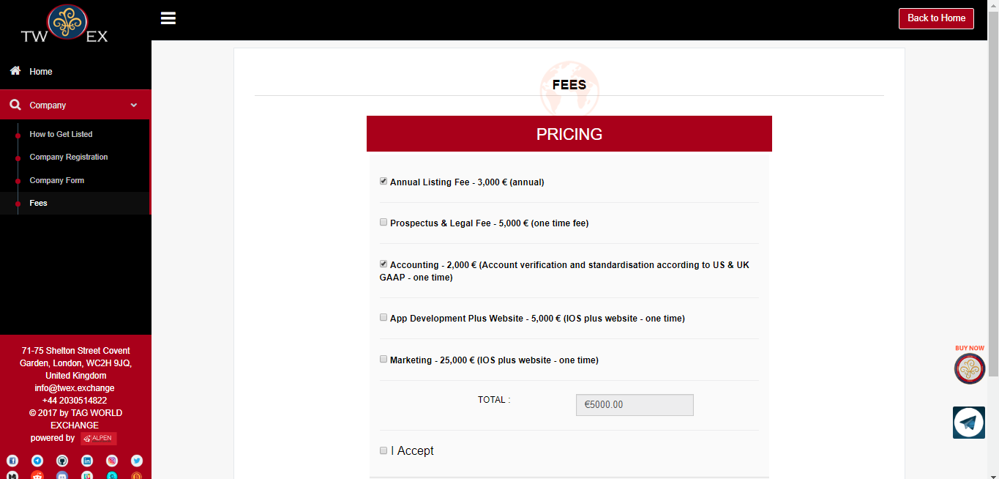 TW EX
Back to Home
Home
Company
How to Get Listed
Company Registration
Company Form
Fees
71-75 Shelton Street Covent
Garden, London, WC2H 9JQ,
United Kingdom
info@twex.exchange
+44 2030514822
© 2017 by TAG WORLD
EXCHANGE
powered by ALPEN
FEES
PRICING
Annual Listing Fee - 3,000 € (annual)
Prospectus & Legal Fee - 5,000 € (one time fee)
Accounting - 2,000 € (Account verification and standardisation according to US & UK
GAAP - one time)
App Development Plus Website - 5,000 € (IOS plus website - one time)
Marketing - 25,000 € (IOS plus website - one time)
TOTAL : €5000.00
I Accept
BUY NOW